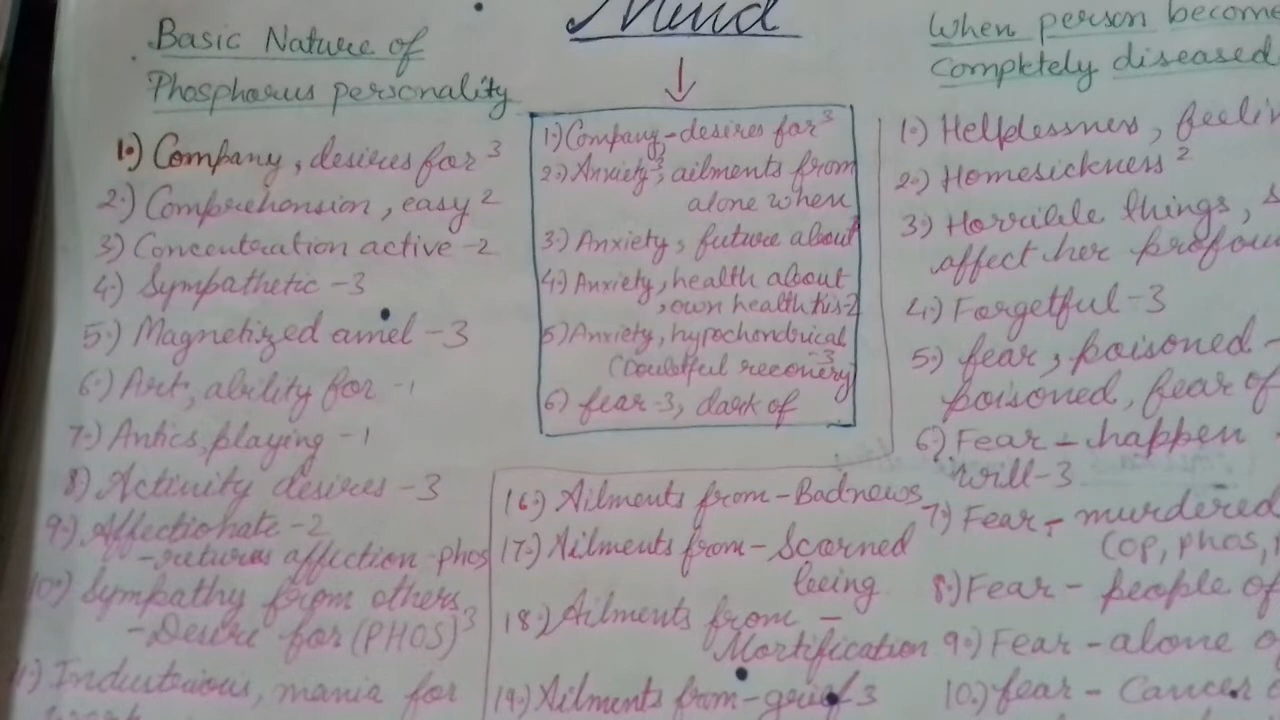 Mind
Basic Nature of
Phosphorus personality
1.) Company, desires for 3
2.) Comprehension, easy 2
3) Concentration active -2
4.) Sympathetic -3
5.) Magnetized amel -3
6.) Art, ability for -1
7.) Antics, playing -1
8) Activity desires -3
9.) Affectionate -2
-returns affection -phos
10.) Sympathy from others
-Desire for (PHOS) 3
11.) Industrious, mania for
1.) Company, -desires for 3
2.) Anxiety 3, ailments from
alone when
3.) Anxiety, future about
4.) Anxiety, health about
, own health
5) Anxiety, hypochondrical
-3
(Doubtful recovery
6) fear -3, dark of
16.) Ailments from - Badnews
17.) Ailments from - Scorned
being
18.) Ailments from -
Mortification
19.) Ailments from - grief 3
When person become
completely diseased
1.) Helplessness, feelin
2.) Homesickness 2
3.) Horrible things, s
affect her profou
4.) Forgetful -3
5.) fear, poisoned -
poisoned, fear of
6.) Fear - happen
will -3
7.) Fear - murdered
(op, phos,
8.) Fear - people of
9.) Fear - alone o
10.) fear - Cancer